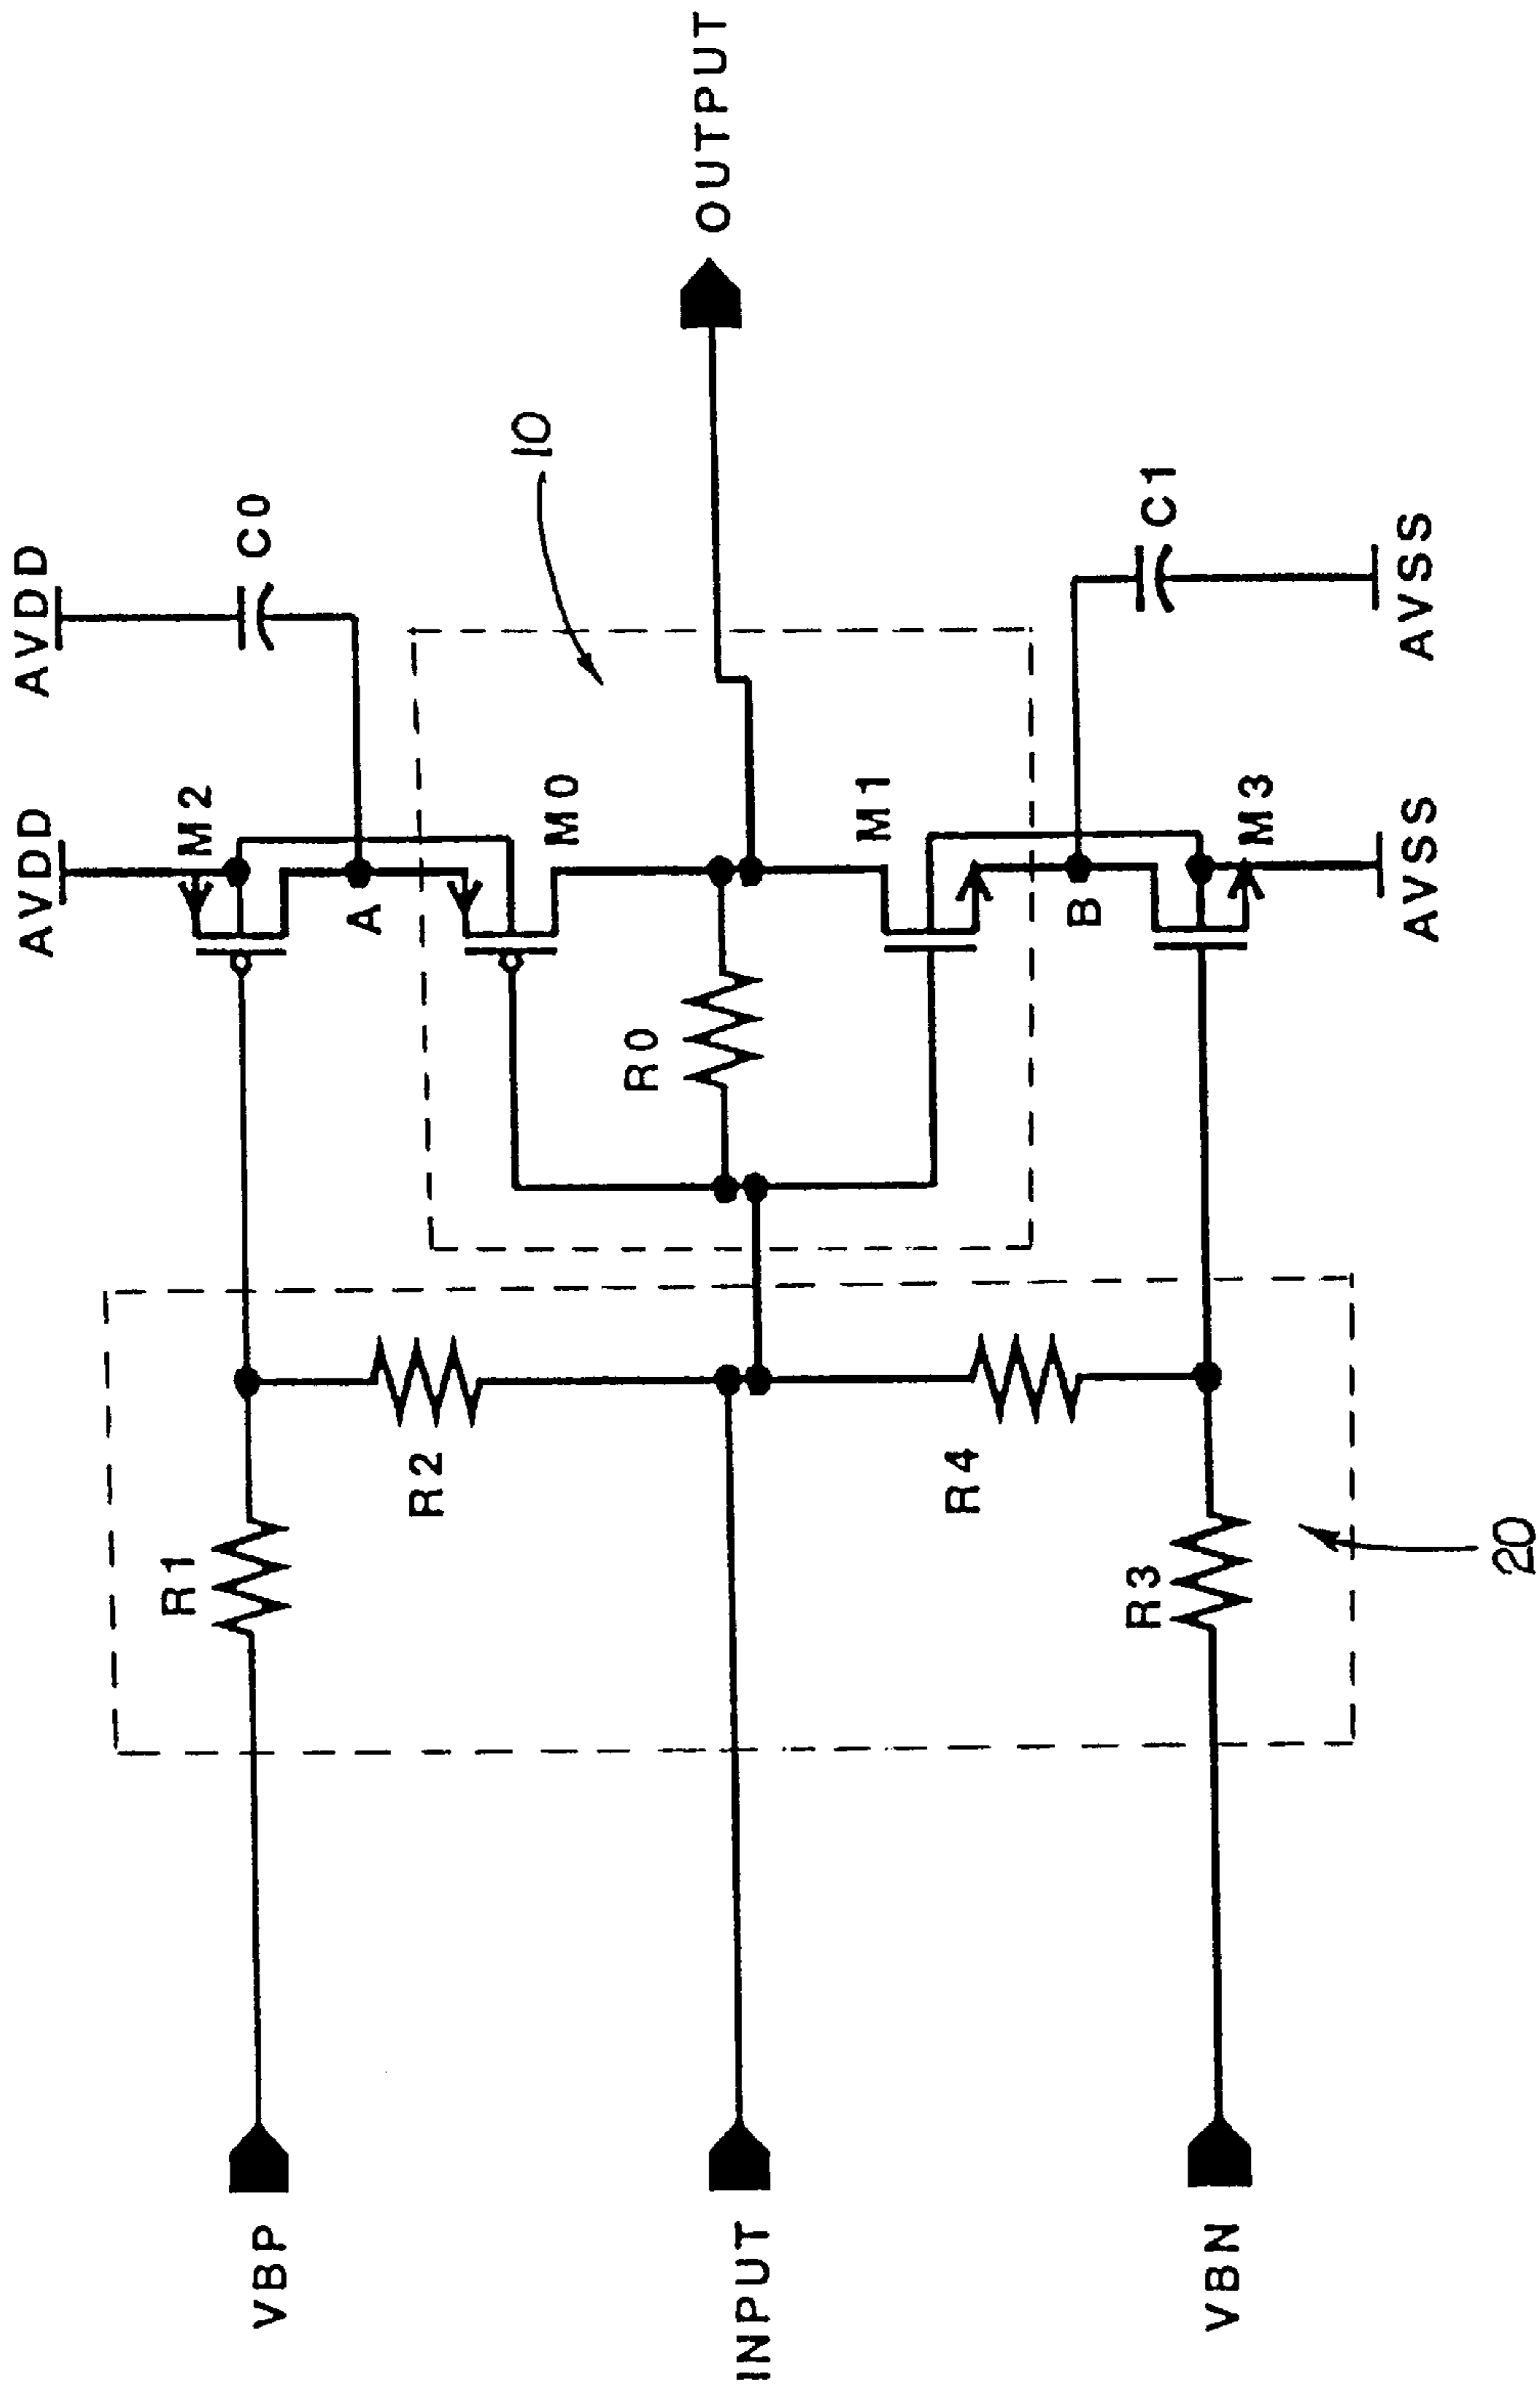 AVDD
AVDD
M2
C0
A
10
M0
OUTPUT
R0
M1
B
C1
M3
AVSS
AVSS
R1
R2
R4
R3
20
VBP
INPUT
VBN